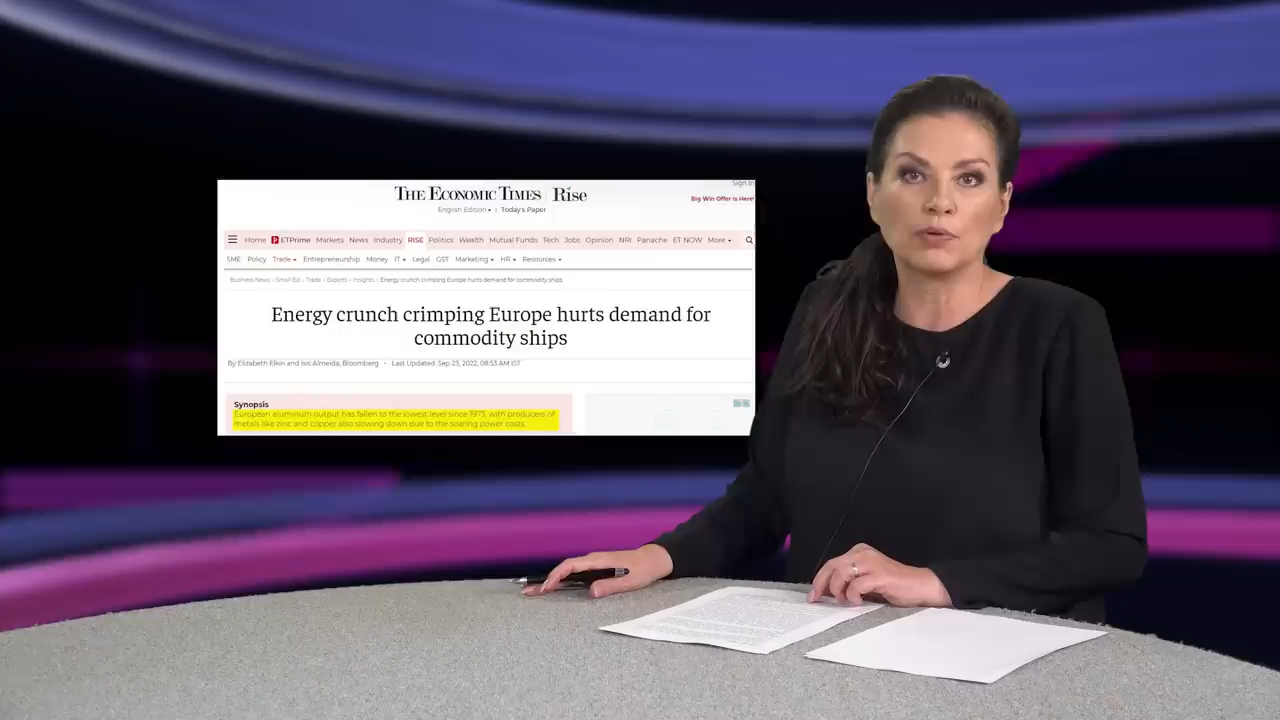 Sign In
THE ECONOMIC TIMES | Rise
Big Win Offer is Here
English Edition | Today's Paper
Home ETPrime Markets News Industry RISE Politics Wealth Mutual Funds Tech Jobs Opinion NRI Panache ET NOW More
SME Policy Trade Entrepreneurship Money IT Legal GST Marketing HR Resources
Business News › Small Biz › Trade › Exports › Insights › Energy crunch crimping Europe hurts demand for commodity ships
Energy crunch crimping Europe hurts demand for
commodity ships
By Elizabeth Elkin and Isis Almeida, Bloomberg • Last Updated: Sep 23, 2022, 08:53 AM IST
Synopsis
European aluminum output has fallen to the lowest level since 1973, with producers of
metals like zinc and copper also slowing down due to the soaring power costs.